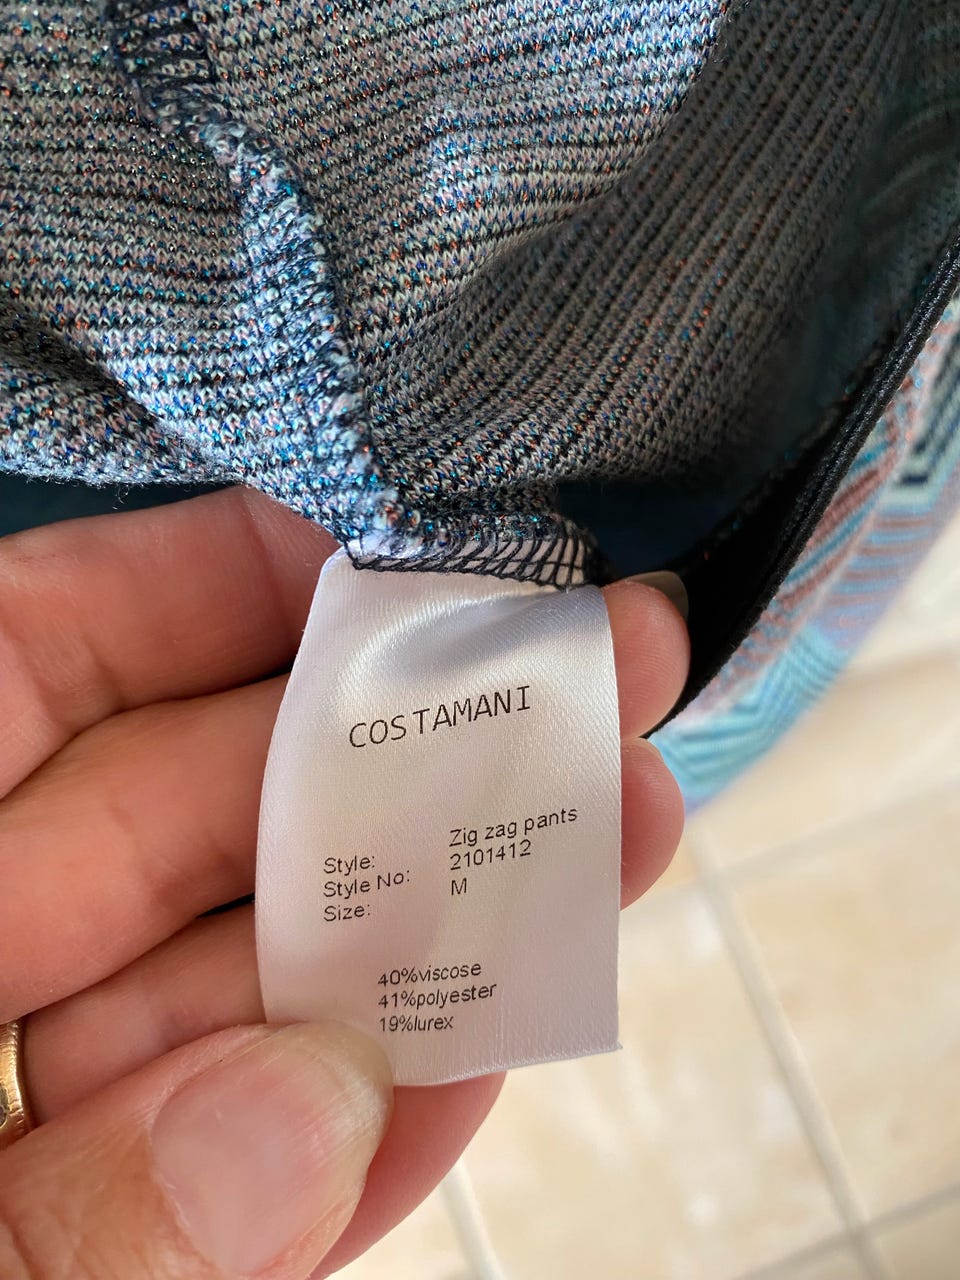 COSTAMANI
Style: Zig zag pants
Style No: 2101412
Size: M
40%viscose
41%polyester
19%lurex